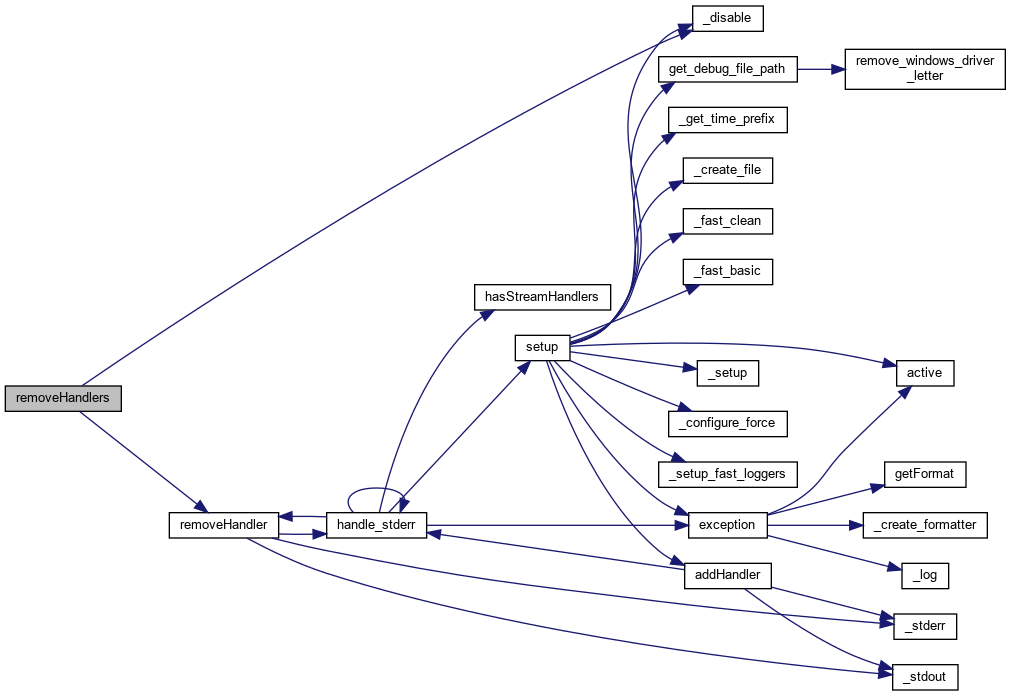 _disable
get_debug_file_path
remove_windows_driver
_letter
_get_time_prefix
_create_file
_fast_clean
_fast_basic
hasStreamHandlers
setup
_setup
active
removeHandlers
_configure_force
_setup_fast_loggers
getFormat
removeHandler
handle_stderr
exception
_create_formatter
addHandler
_log
_stderr
_stdout